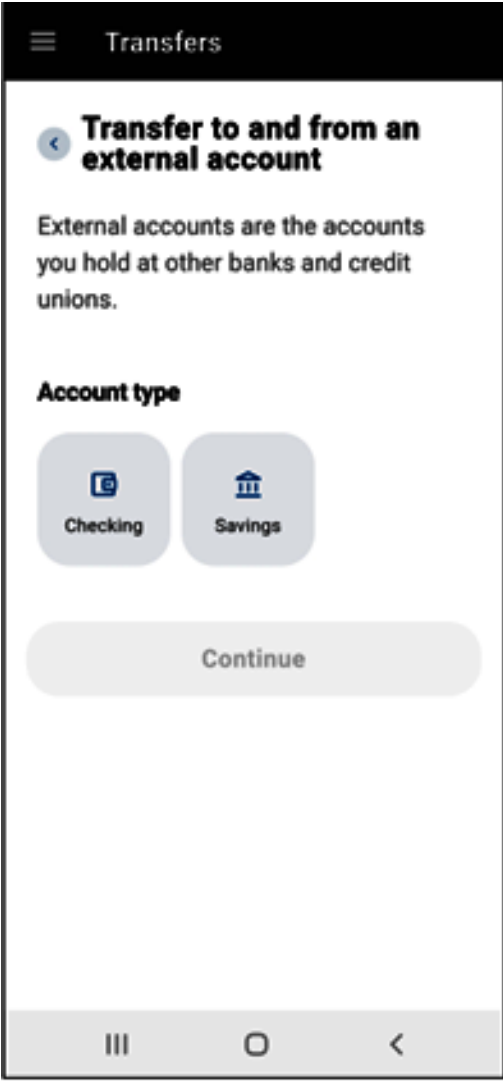 Transfers
Transfer to and from an
external account
External accounts are the accounts
you hold at other banks and credit
unions.
Account type
Checking Savings
Continue